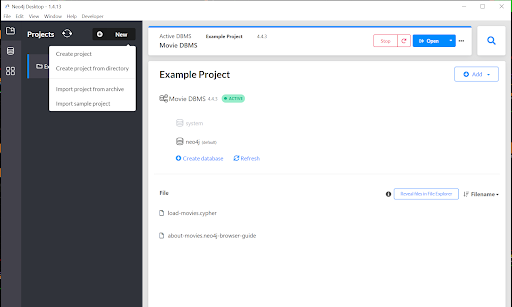 Neo4j Desktop - 1.4.13
File Edit View Window Help Developer
Projects
New
Create project
Create project from directory
Import project from archive
Import sample project
Active DBMS Example Project 4.4.3
Movie DBMS
Stop
Open
Example Project
Add
Movie DBMS 4.4.3 ACTIVE
system
neo4j (default)
Create database Refresh
File
Reveal files in File Explorer
Filename
load-movies.cypher
about-movies.neo4j-browser-guide